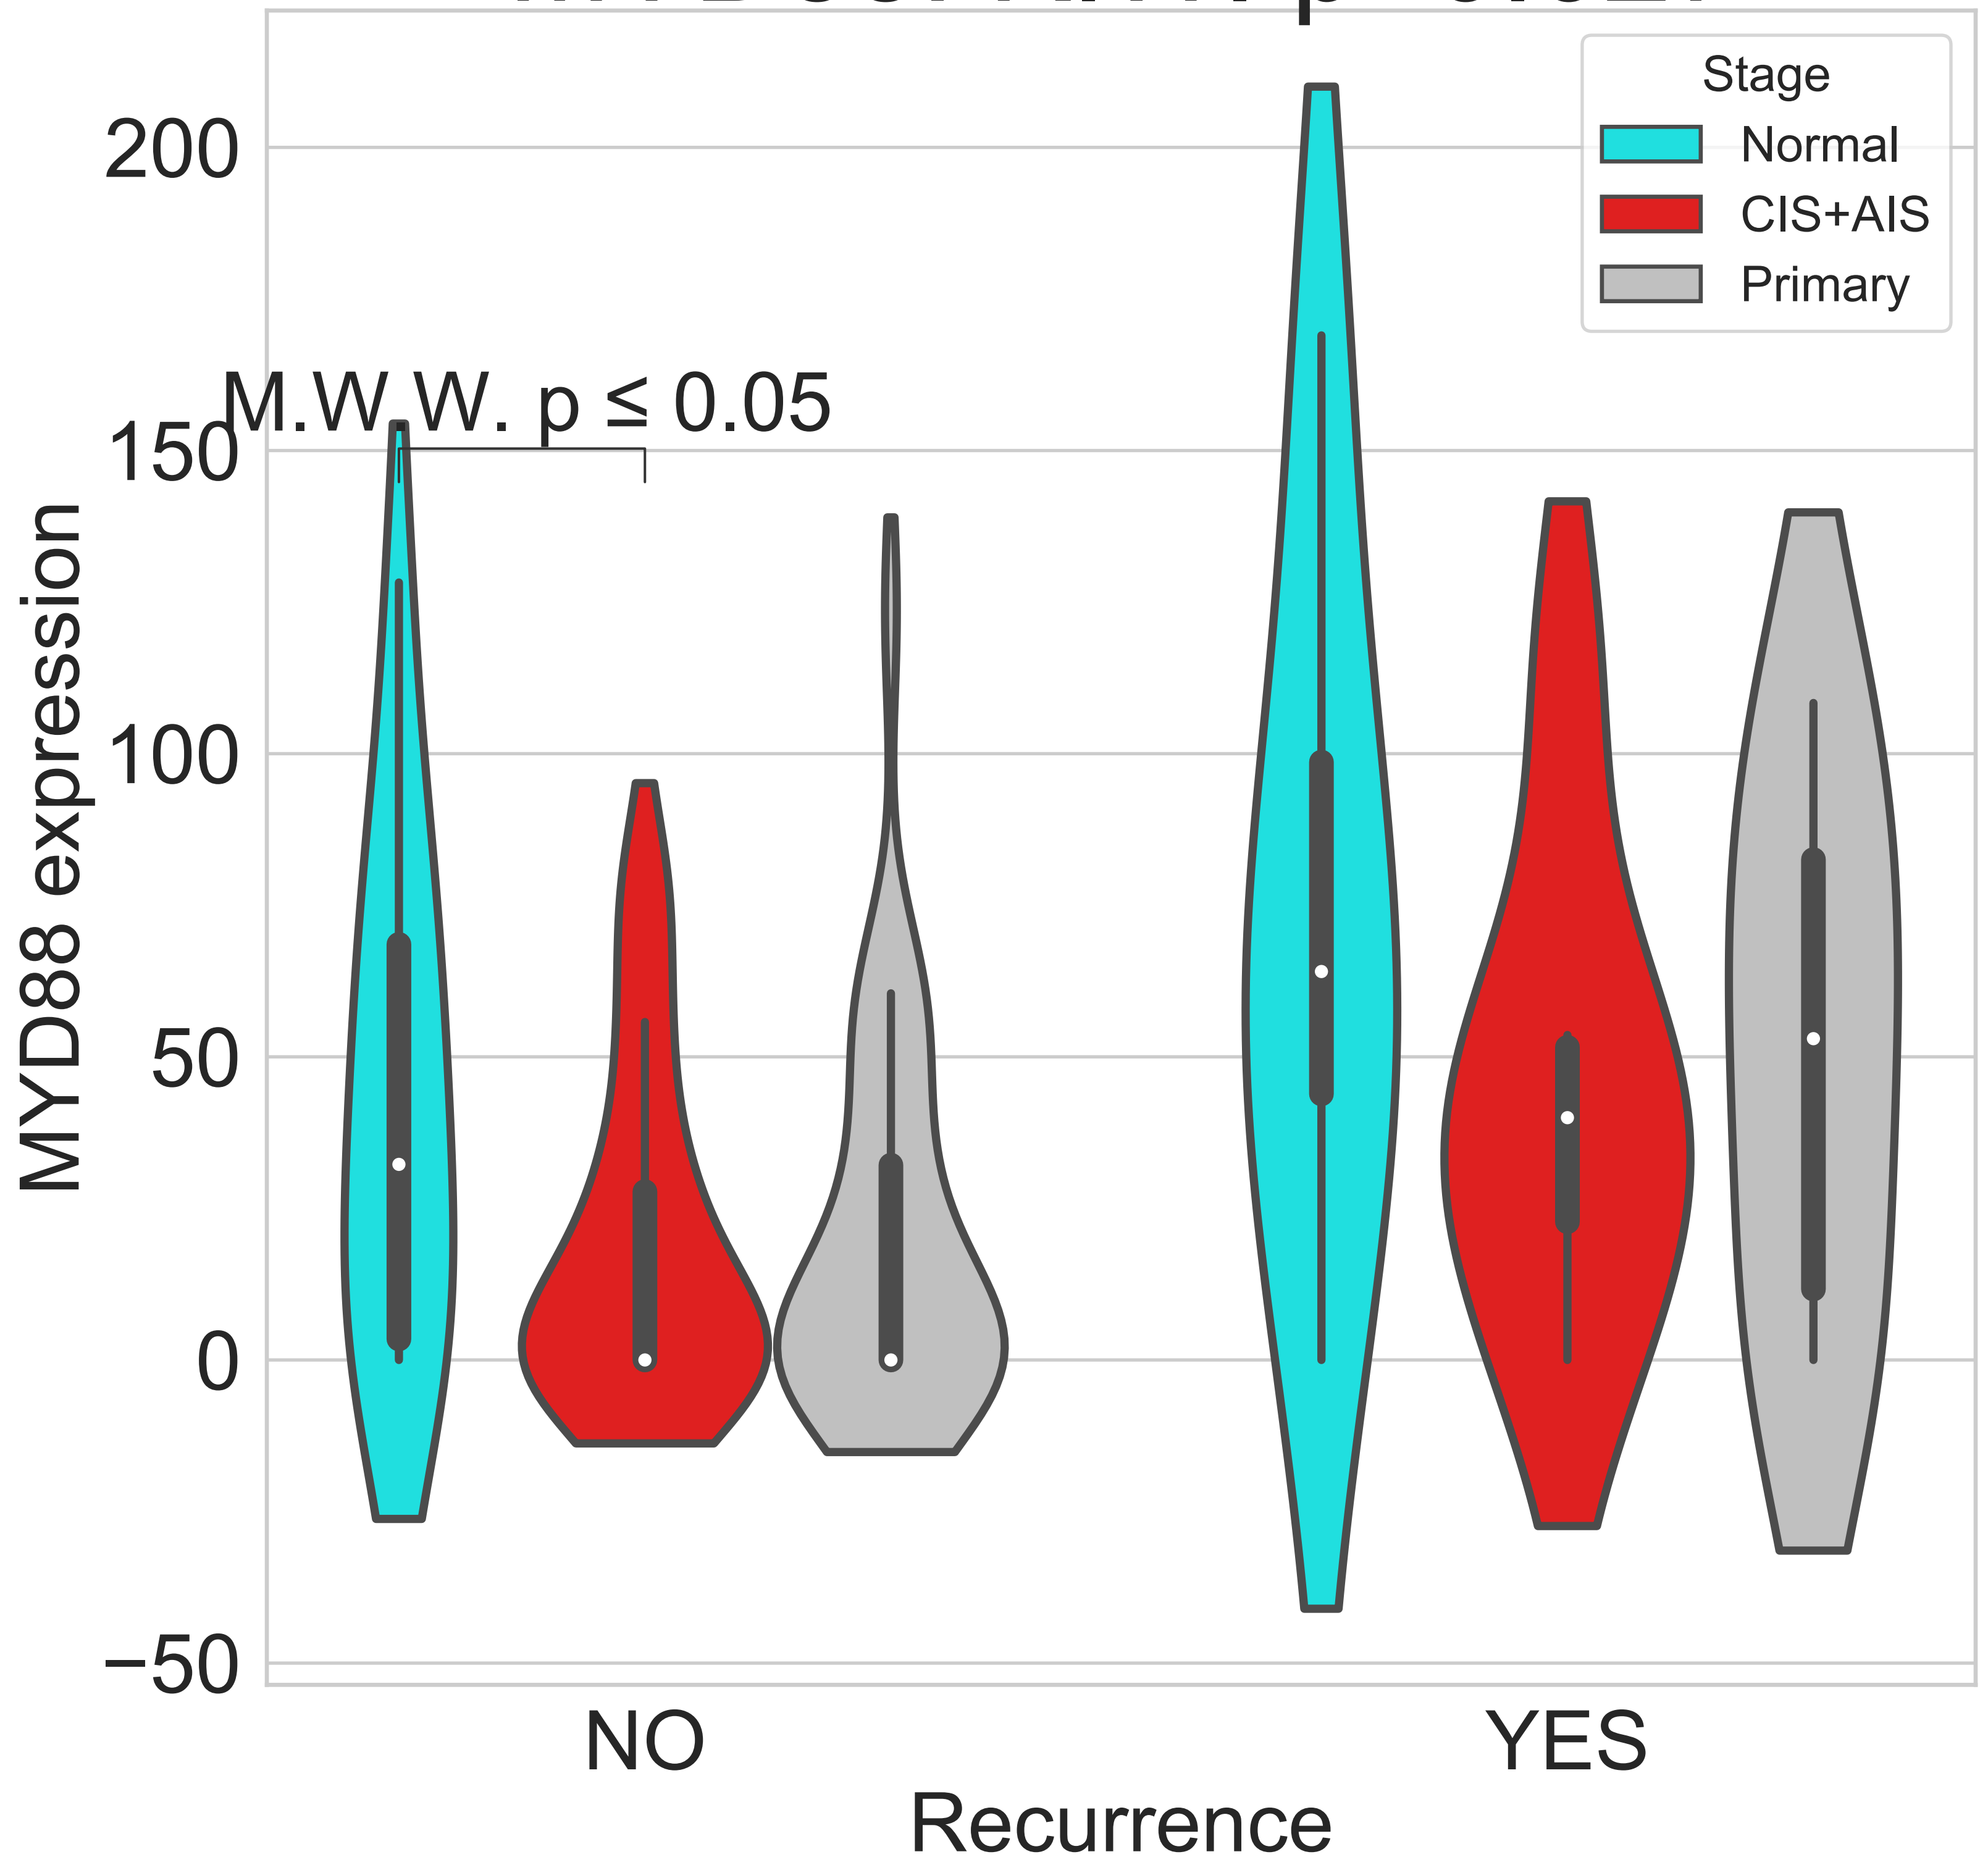 Stage
Normal
CIS+AIS
Primary
M.W.W. p ≤ 0.05
MYD88 expression
200
150
100
50
0
−50
NO
YES
Recurrence